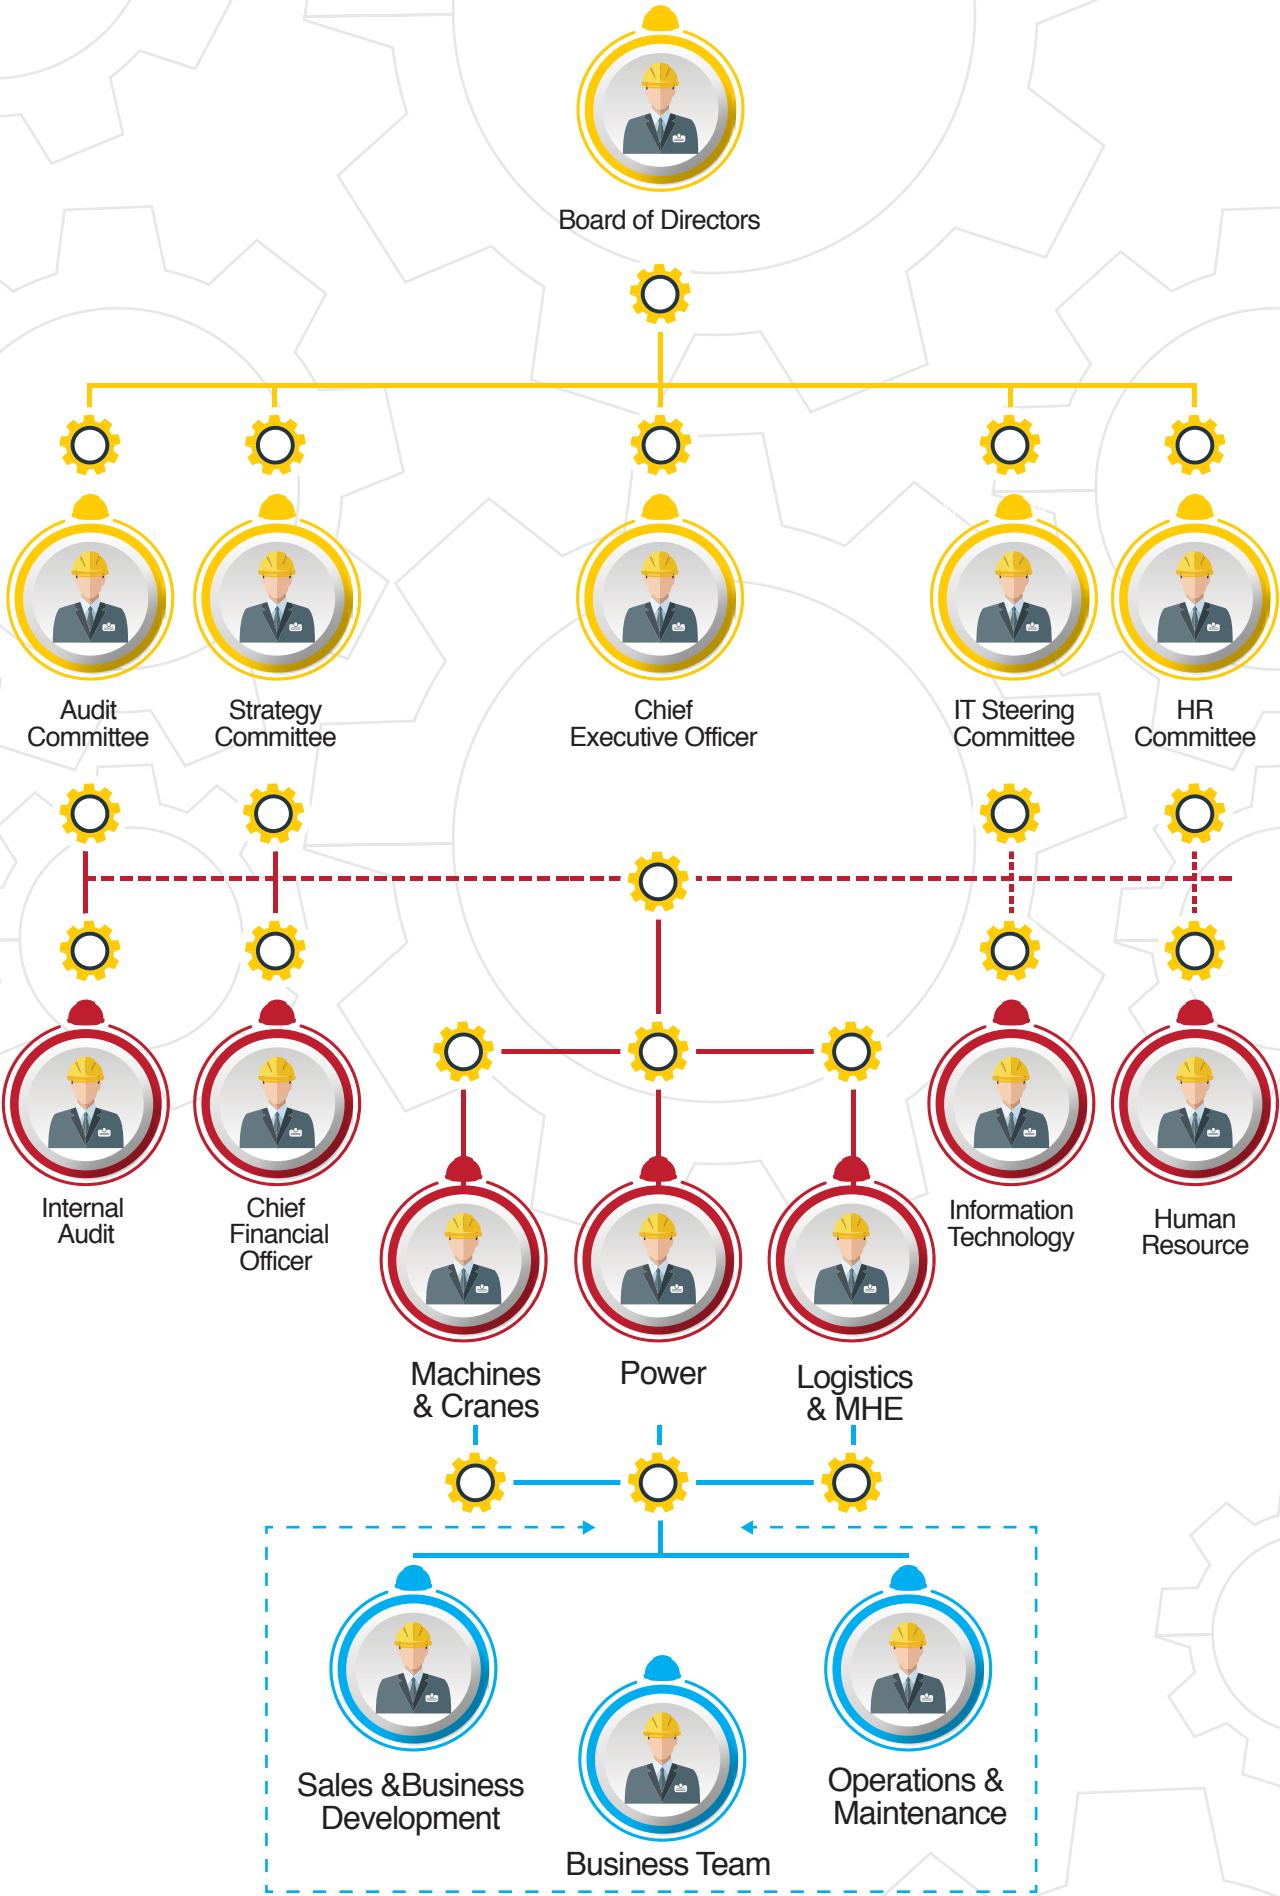 Board of Directors
Audit
Committee
Strategy
Committee
Chief
Executive Officer
IT Steering
Committee
HR
Committee
Internal
Audit
Chief
Financial
Officer
Information
Technology
Human
Resource
Machines
& Cranes
Power
Logistics
& MHE
Sales &Business
Development
Business Team
Operations &
Maintenance